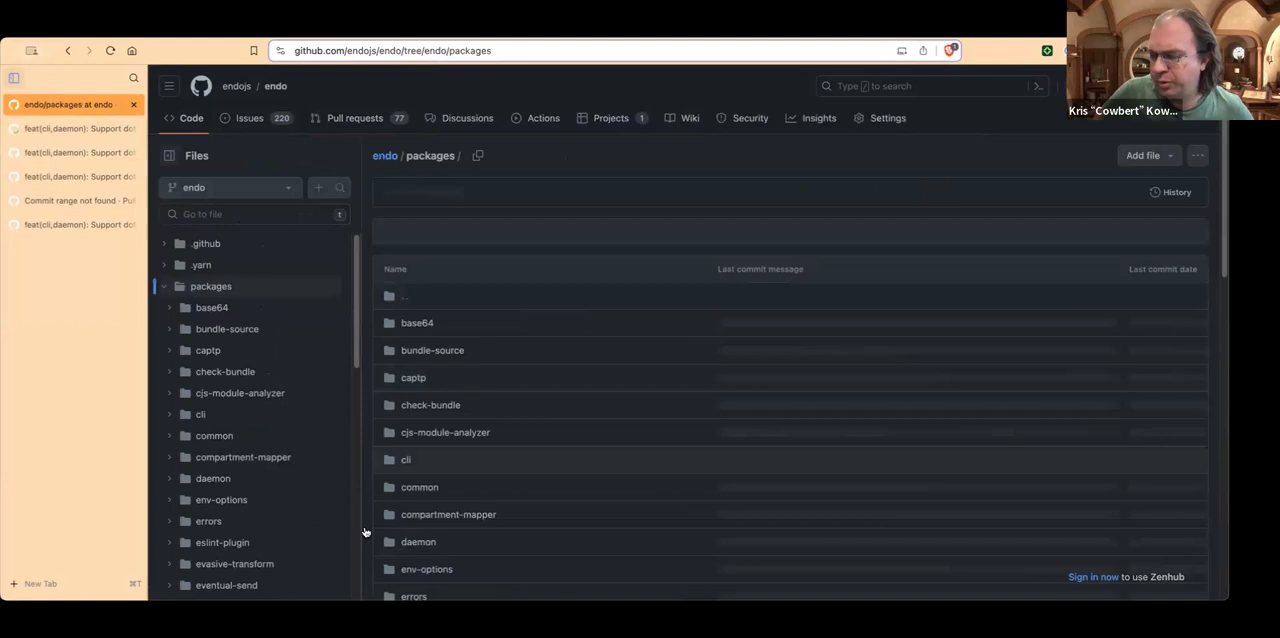 github.com/endojs/endo/tree/endo/packages
1
Kris "Cowbert" Kow...
endo/packages at endo
feat(cli,daemon): Support dot
feat(cli,daemon): Support dot
feat(cli,daemon): Support dot
Commit range not found · Pull
feat(cli,daemon): Support dot
New Tab
⌘T
endojs / endo
Type / to search
Code
Issues 220
Pull requests 77
Discussions
Actions
Projects 1
Wiki
Security
Insights
Settings
Files
endo
Go to file
t
.github
.yarn
packages
base64
bundle-source
captp
check-bundle
cjs-module-analyzer
cli
common
compartment-mapper
daemon
env-options
errors
eslint-plugin
evasive-transform
eventual-send
endo / packages /
Add file
History
Name
Last commit message
Last commit date
..
base64
bundle-source
captp
check-bundle
cjs-module-analyzer
cli
common
compartment-mapper
daemon
env-options
errors
Sign in now to use Zenhub